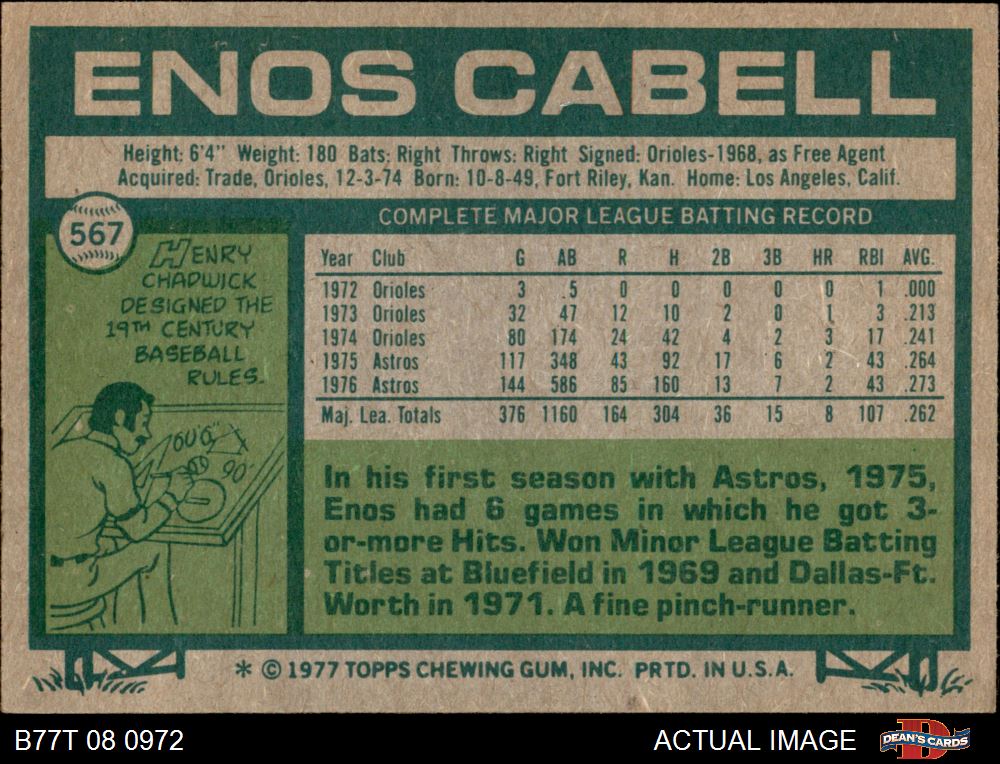 ENOS CABELL
Height: 6'4" Weight: 180 Bats: Right Throws: Right Signed: Orioles-1968, as Free Agent
Acquired: Trade, Orioles, 12-3-74 Born: 10-8-49, Fort Riley, Kan. Home: Los Angeles, Calif.
567
HENRY
CHADWICK
DESIGNED THE
19TH CENTURY
BASEBALL
RULES.
60'6"
90'
COMPLETE MAJOR LEAGUE BATTING RECORD
Year Club G AB R H 2B 3B HR RBI AVG.
1972 Orioles 3 5 0 0 0 0 0 1 .000
1973 Orioles 32 47 12 10 2 0 1 3 .213
1974 Orioles 80 174 24 42 4 2 3 17 .241
1975 Astros 117 348 43 92 17 6 2 43 .264
1976 Astros 144 586 85 160 13 7 2 43 .273
Maj. Lea. Totals 376 1160 164 304 36 15 8 107 .262
In his first season with Astros, 1975,
Enos had 6 games in which he got 3-
or-more Hits. Won Minor League Batting
Titles at Bluefield in 1969 and Dallas-Ft.
Worth in 1971. A fine pinch-runner.
* © 1977 TOPPS CHEWING GUM, INC. PRTD. IN U.S.A.
B77T 08 0972
ACTUAL IMAGE
DEAN'S CARDS